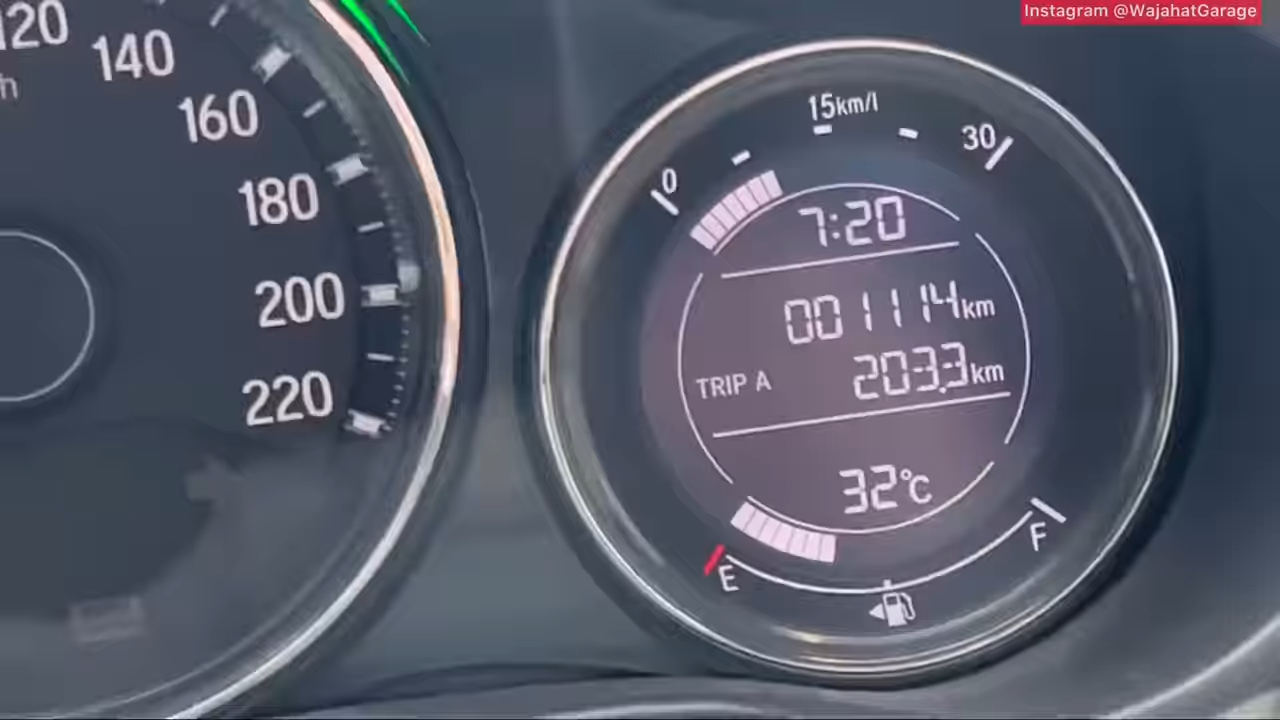 Instagram @WajahatGarage
120
140
160
180
200
220
h
15km/l
0
30
7:20
001114km
TRIP A 203.3km
32°C
E
F